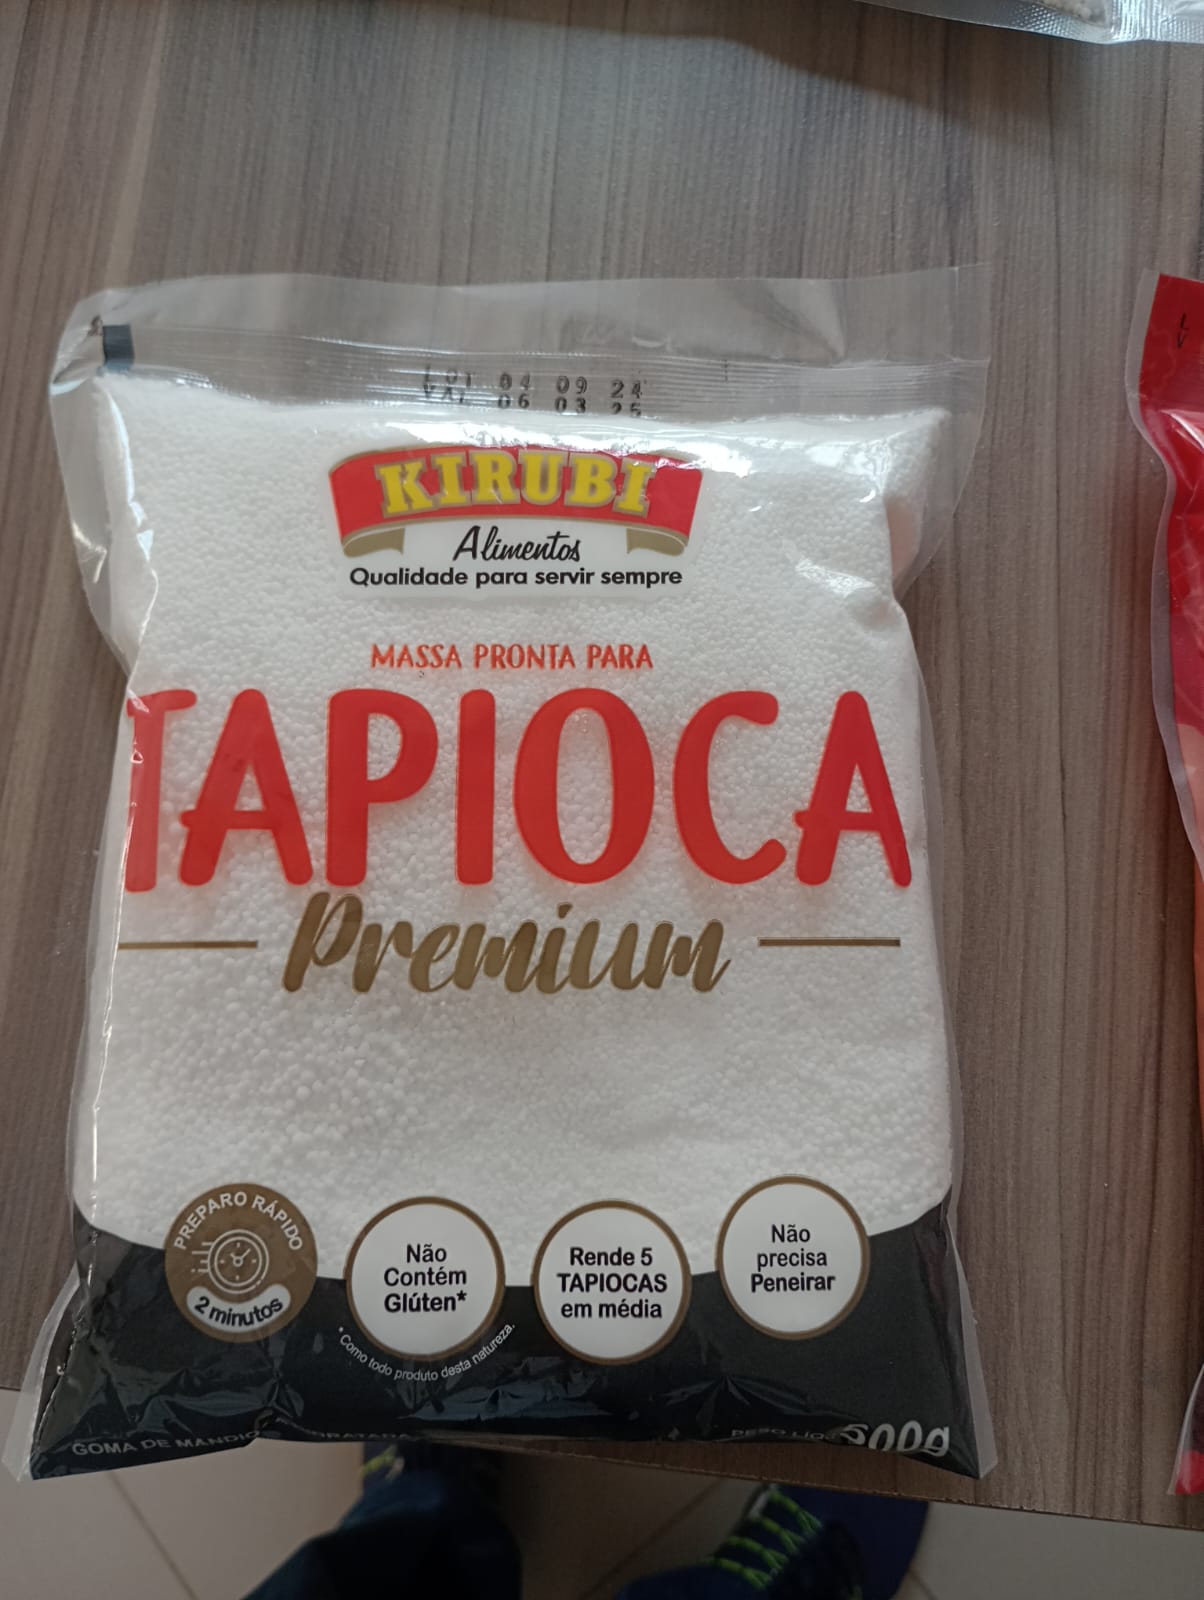 LOT 04 09 24
VAL 06 03 25
KIRUBI
Alimentos
Qualidade para servir sempre
MASSA PRONTA PARA
TAPIOCA
Premium
PREPARO RÁPIDO
2 minutos
Não
Contém
Glúten*
* Como todo produto desta natureza.
Rende 5
TAPIOCAS
em média
Não
precisa
Peneirar
GOMA DE
PESO
L
V